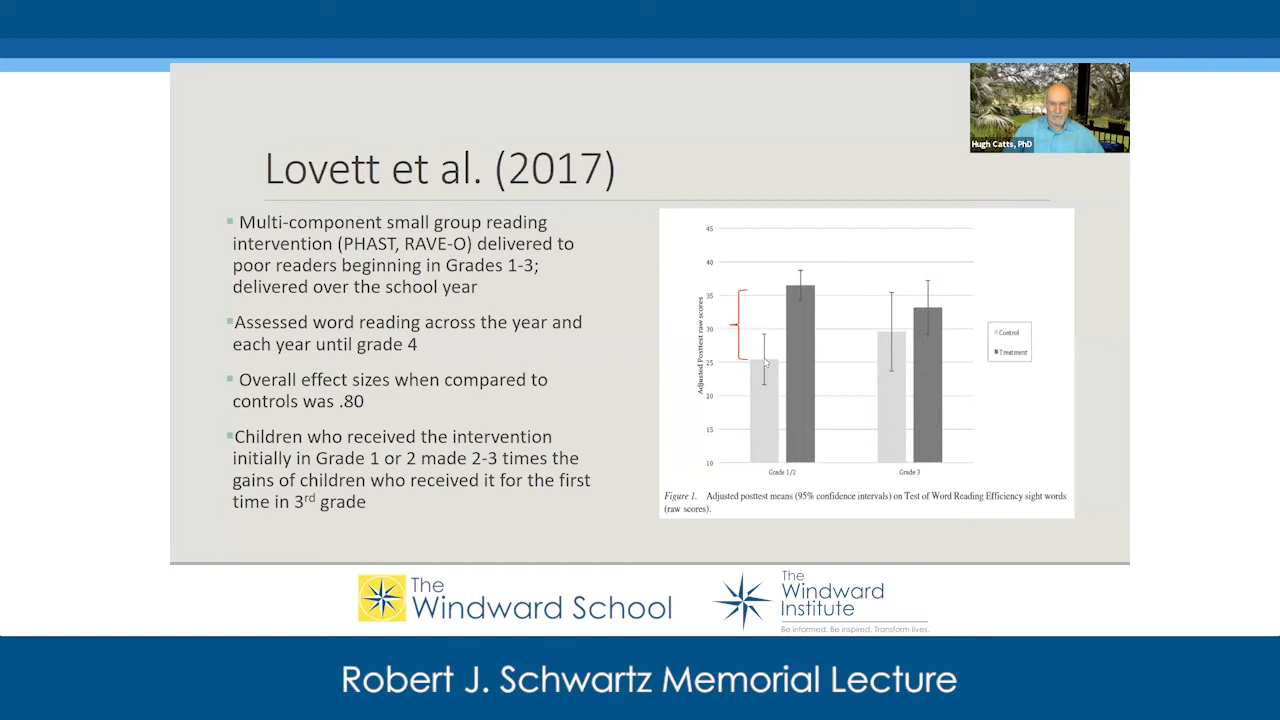 Hugh Catts, PhD
Lovett et al. (2017)
▪ Multi-component small group reading
intervention (PHAST, RAVE-O) delivered to
poor readers beginning in Grades 1-3;
delivered over the school year
▪Assessed word reading across the year and
each year until grade 4
▪ Overall effect sizes when compared to
controls was .80
▪Children who received the intervention
initially in Grade 1 or 2 made 2-3 times the
gains of children who received it for the first
time in 3rd grade
Adjusted Posttest raw scores
45
40
35
30
25
20
15
10
Grade 1/2
Grade 3
Control
Treatment
Figure 1. Adjusted posttest means (95% confidence intervals) on Test of Word Reading Efficiency sight words
(raw scores).
The
Windward School
The
Windward
Institute
Be informed. Be inspired. Transform lives.
Robert J. Schwartz Memorial Lecture